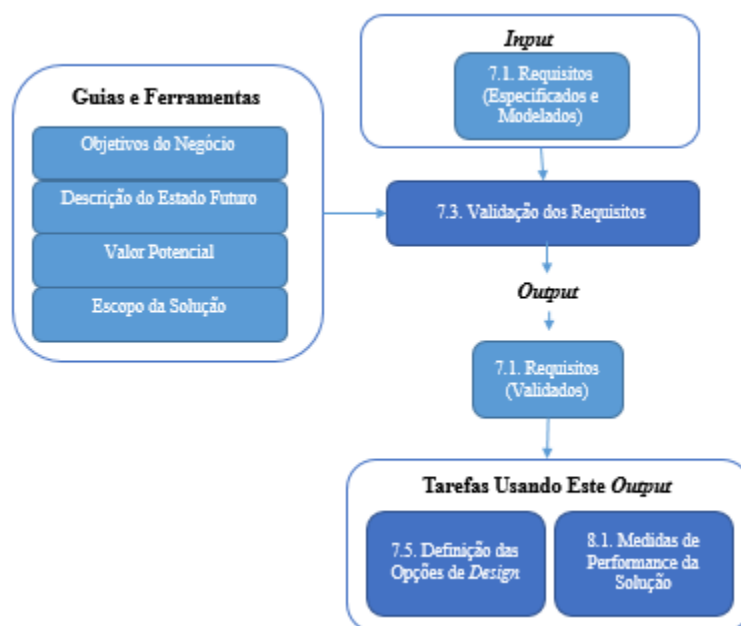 Input
7.1. Requisitos
(Especificados e
Modelados)
Guias e Ferramentas
Objetivos do Negócio
Descrição do Estado Futuro
Valor Potencial
Escopo da Solução
7.3. Validação dos Requisitos
Output
7.1. Requisitos
(Validados)
Tarefas Usando Este Output
7.5. Definição das
Opções de Design
8.1. Medidas de
Performance da
Solução